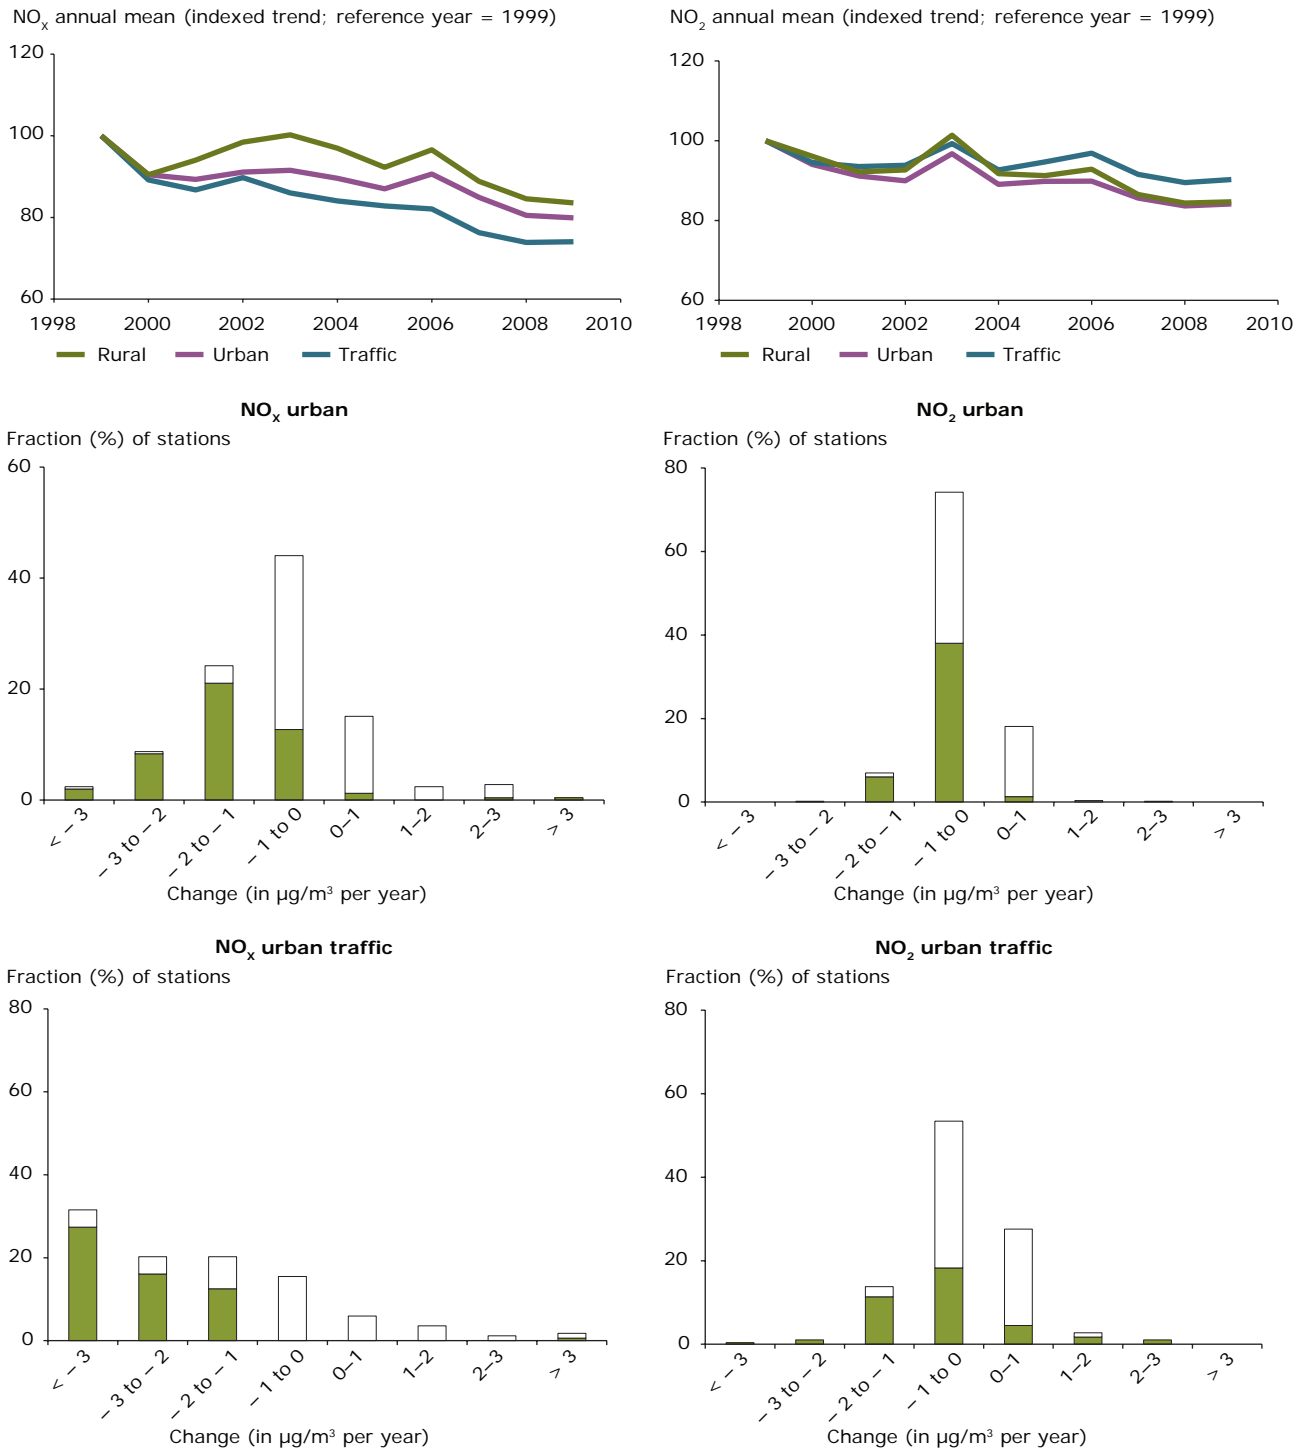 NOx annual mean (indexed trend; reference year = 1999)
120
100
80
60
1998 2000 2002 2004 2006 2008 2010
Rural Urban Traffic
NO2 annual mean (indexed trend; reference year = 1999)
120
100
80
60
1998 2000 2002 2004 2006 2008 2010
Rural Urban Traffic
NOx urban
Fraction (%) of stations
60
40
20
0
< – 3 – 3 to – 2 – 2 to – 1 – 1 to 0 0–1 1–2 2–3 > 3
Change (in µg/m³ per year)
NO2 urban
Fraction (%) of stations
80
60
40
20
0
< – 3 – 3 to – 2 – 2 to – 1 – 1 to 0 0–1 1–2 2–3 > 3
Change (in µg/m³ per year)
NOx urban traffic
Fraction (%) of stations
80
60
40
20
0
< – 3 – 3 to – 2 – 2 to – 1 – 1 to 0 0–1 1–2 2–3 > 3
Change (in µg/m³ per year)
NO2 urban traffic
Fraction (%) of stations
80
60
40
20
0
< – 3 – 3 to – 2 – 2 to – 1 – 1 to 0 0–1 1–2 2–3 > 3
Change (in µg/m³ per year)